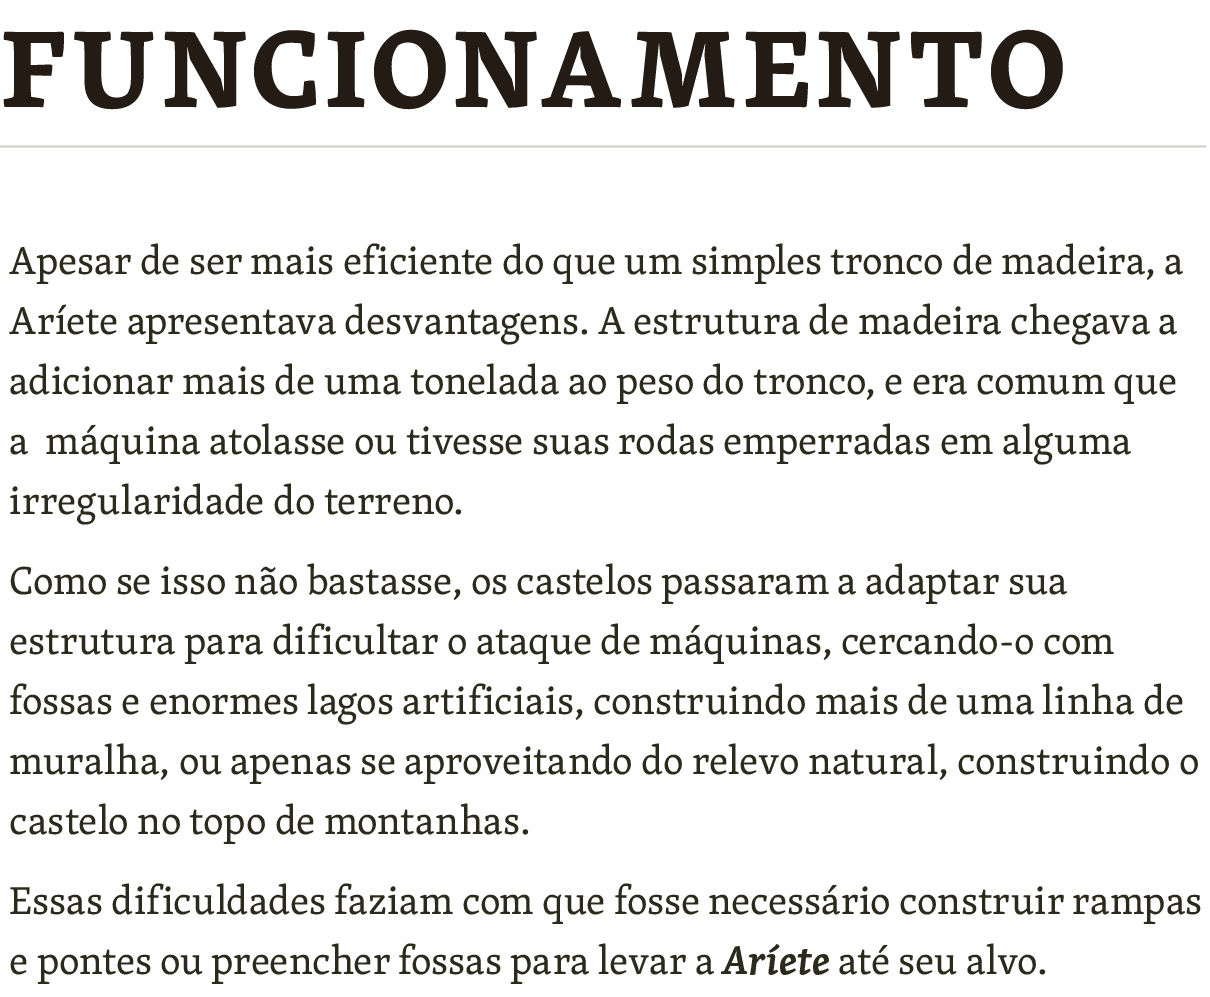 FUNCIONAMENTO
Apesar de ser mais eficiente do que um simples tronco de madeira, a
Aríete apresentava desvantagens. A estrutura de madeira chegava a
adicionar mais de uma tonelada ao peso do tronco, e era comum que
a  máquina atolasse ou tivesse suas rodas emperradas em alguma
irregularidade do terreno.
Como se isso não bastasse, os castelos passaram a adaptar sua
estrutura para dificultar o ataque de máquinas, cercando-o com
fossas e enormes lagos artificiais, construindo mais de uma linha de
muralha, ou apenas se aproveitando do relevo natural, construindo o
castelo no topo de montanhas.
Essas dificuldades faziam com que fosse necessário construir rampas
e pontes ou preencher fossas para levar a Aríete até seu alvo.